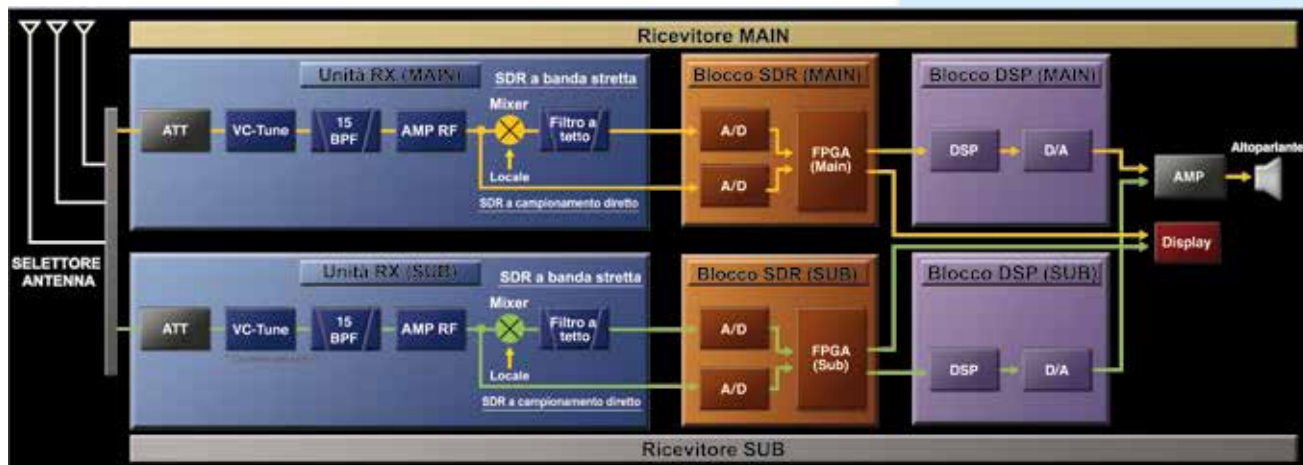 Ricevitore MAIN
Unità RX (MAIN)
SDR a banda stretta
Mixer
ATT
VC-Tune
15
BPF
AMP RF
Filtro a
tetto
Locale
SDR a campionamento diretto
Blocco SDR (MAIN)
A/D
A/D
FPGA
(Main)
Blocco DSP (MAIN)
DSP
D/A
AMP
Altoparlante
Display
SELETTORE
ANTENNA
Unità RX (SUB)
SDR a banda stretta
Mixer
ATT
VC-Tune
15
BPF
AMP RF
Filtro a
tetto
Locale
SDR a campionamento diretto
Blocco SDR (SUB)
A/D
A/D
FPGA
(Sub)
Blocco DSP (SUB)
DSP
D/A
Ricevitore SUB